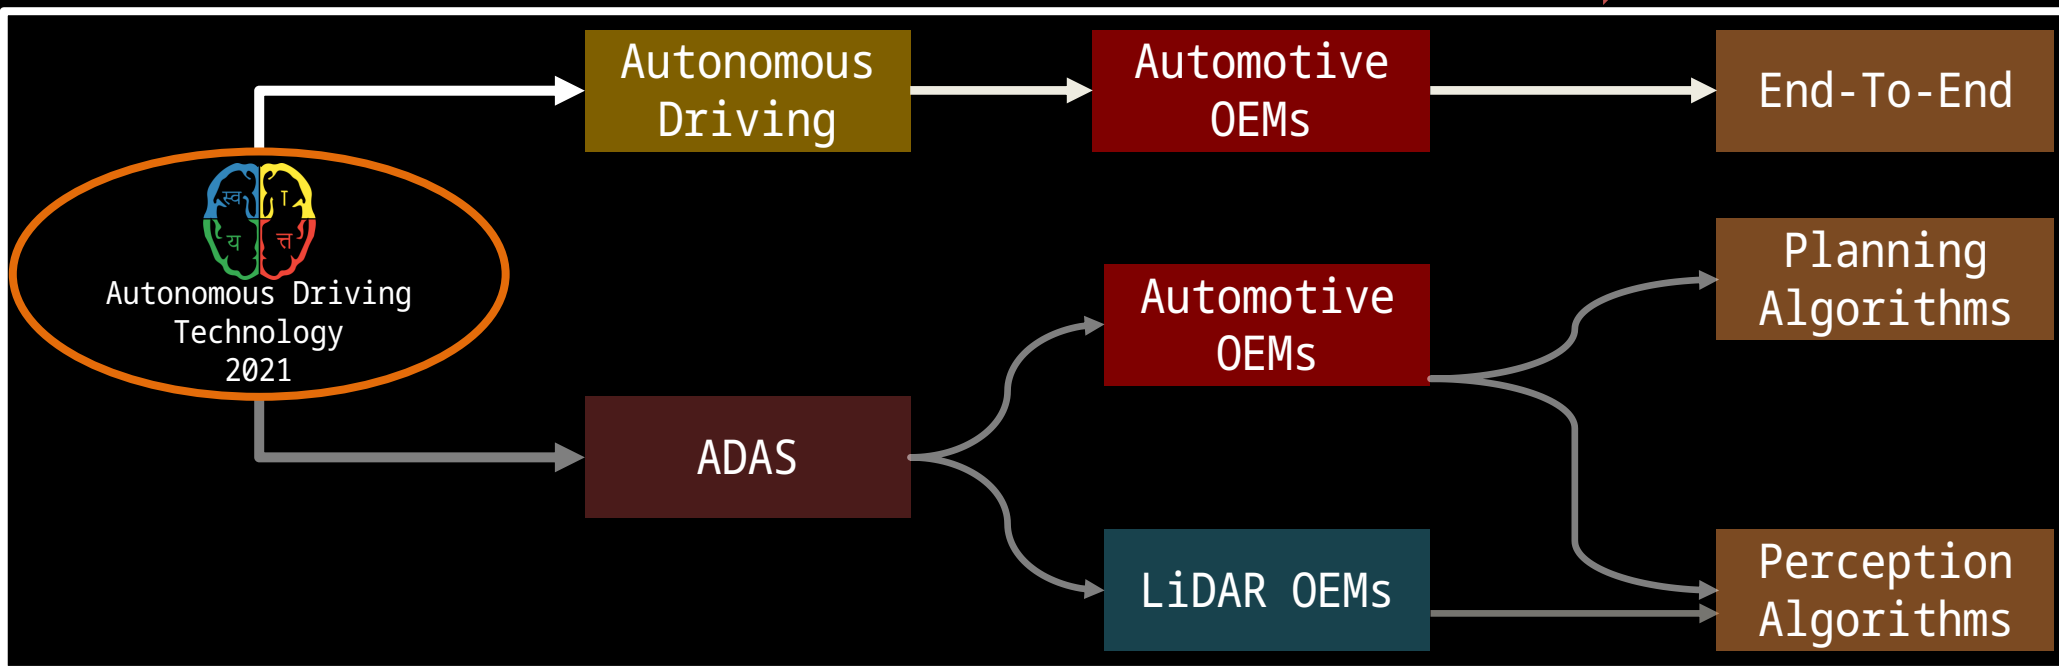 Autonomous
Driving
Automotive
OEMs
End-To-End
स्व ा
य त्त
Autonomous Driving
Technology
2021
Planning
Algorithms
Automotive
OEMs
ADAS
LiDAR OEMs
Perception
Algorithms